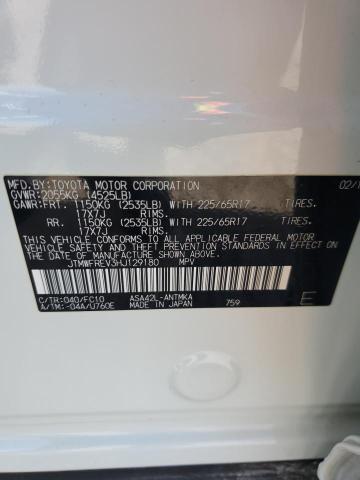 MFD.BY:TOYOTA MOTOR CORPORATION 02/1
GVWR:2055KG (4525LB)
GAWR:FRT. 1150KG (2535LB) WITH 225/65R17 TIRES.
17X7J RIMS.
RR. 1150KG (2535LB) WITH 225/65R17 TIRES.
17X7J RIMS.
THIS VEHICLE CONFORMS TO ALL APPLICABLE FEDERAL MOTOR
VEHICLE SAFETY AND THEFT PREVENTION STANDARDS IN EFFECT
ON THE DATE OF MANUFACTURE SHOWN ABOVE.
JTMWFREV3HJ129180 MPV
C/TR:040/FC10 ASA42L-ANTMKA
A/TM:-04A/U760E MADE IN JAPAN 759 E